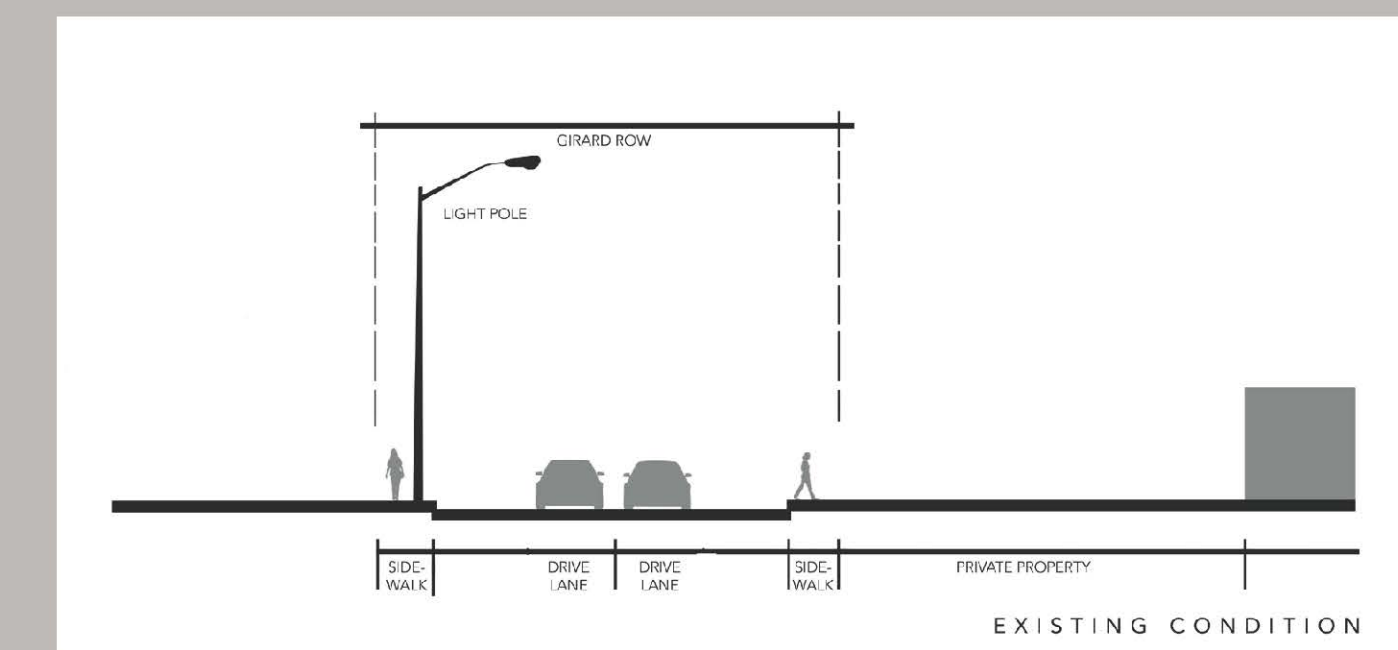 GIRARD ROW
LIGHT POLE
SIDE-
WALK
DRIVE
LANE
DRIVE
LANE
SIDE-
WALK
PRIVATE PROPERTY
EXISTING CONDITION